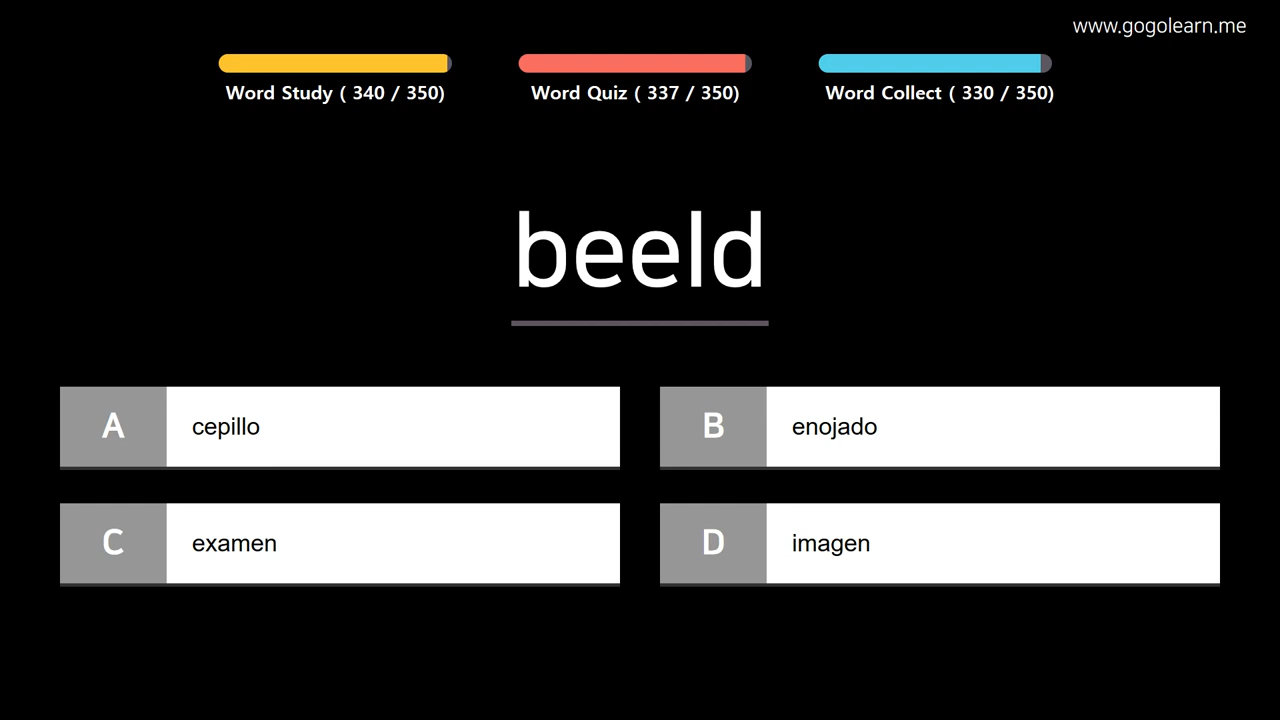 www.gogolearn.me
Word Study ( 340 / 350)
Word Quiz ( 337 / 350)
Word Collect ( 330 / 350)
beeld
A cepillo
B enojado
C examen
D imagen